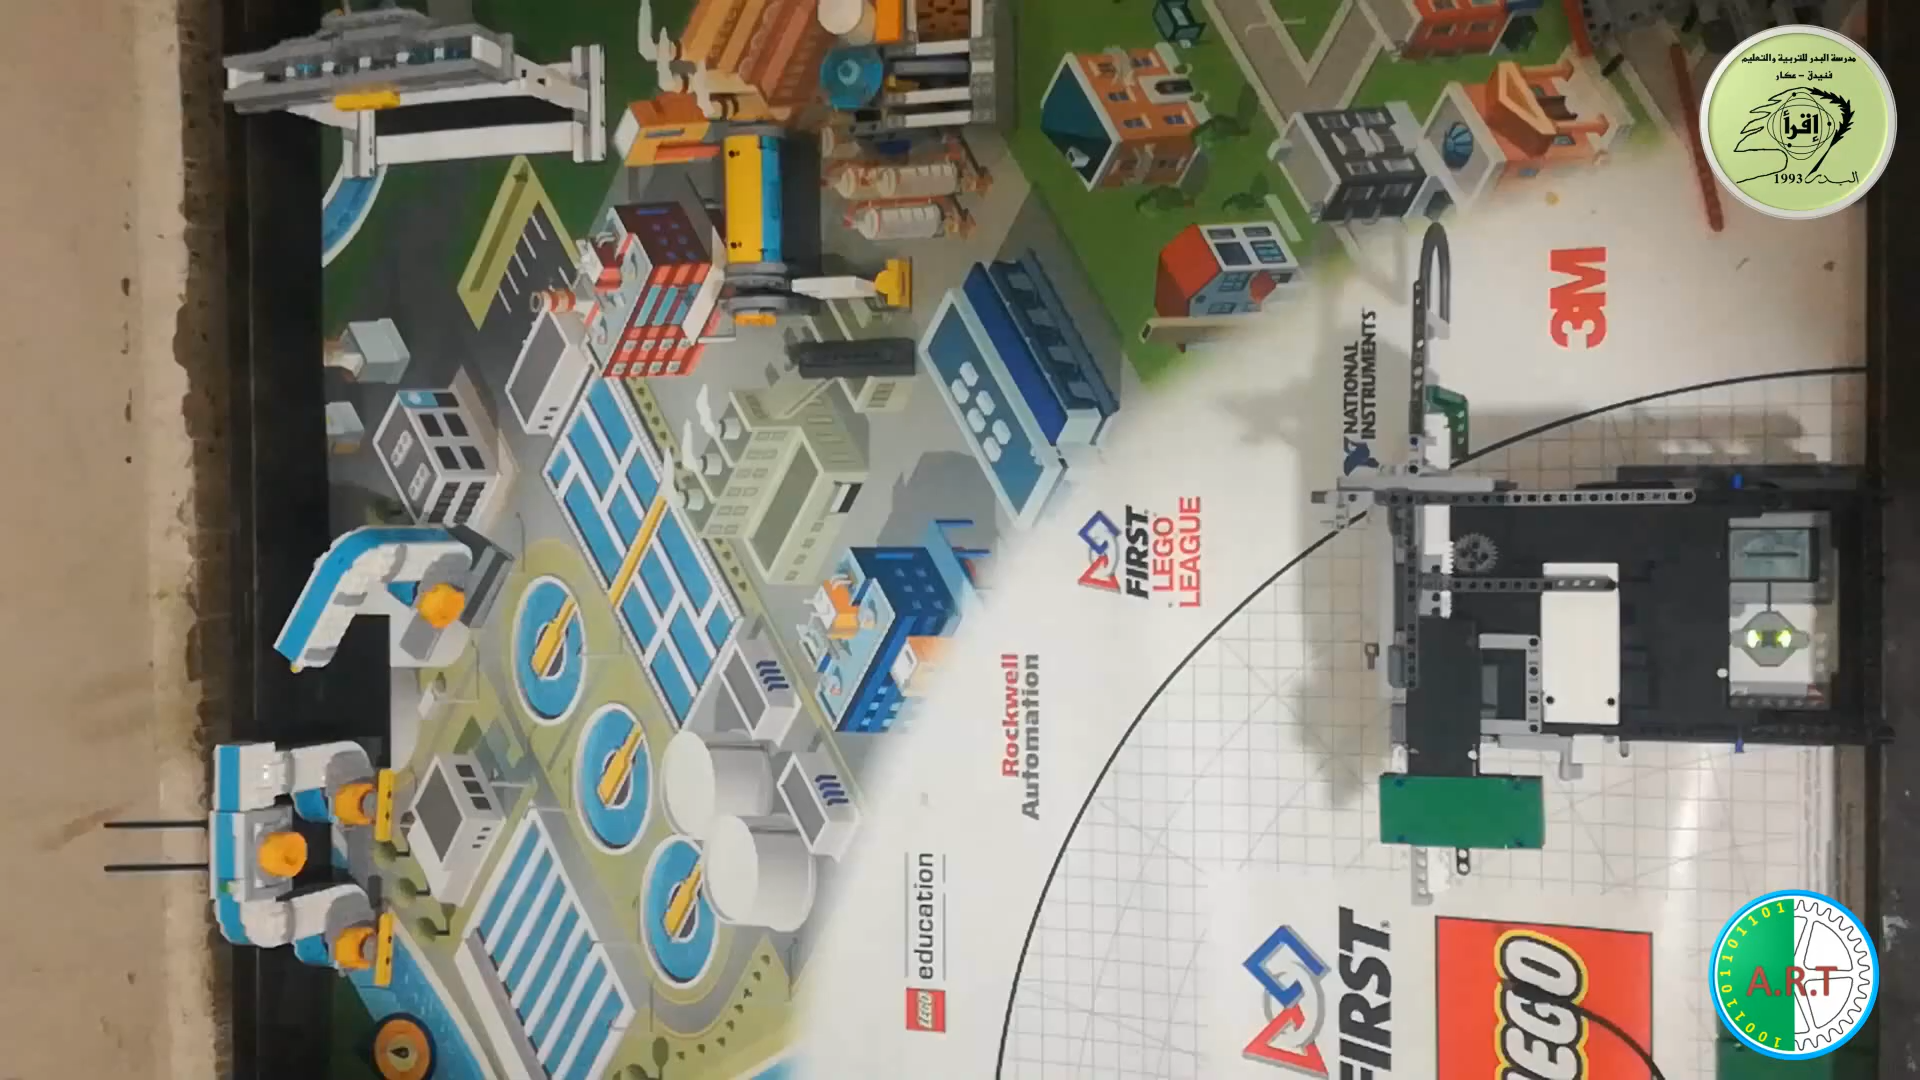 مدرسة البدر للتربية والتعليم
فنيدق - عكار
إقرأ
1993 البدر
3M
NATIONAL
INSTRUMENTS
FIRST
LEGO
LEAGUE
Rockwell
Automation
LEGO education
FIRST
LEGO
A.R.T